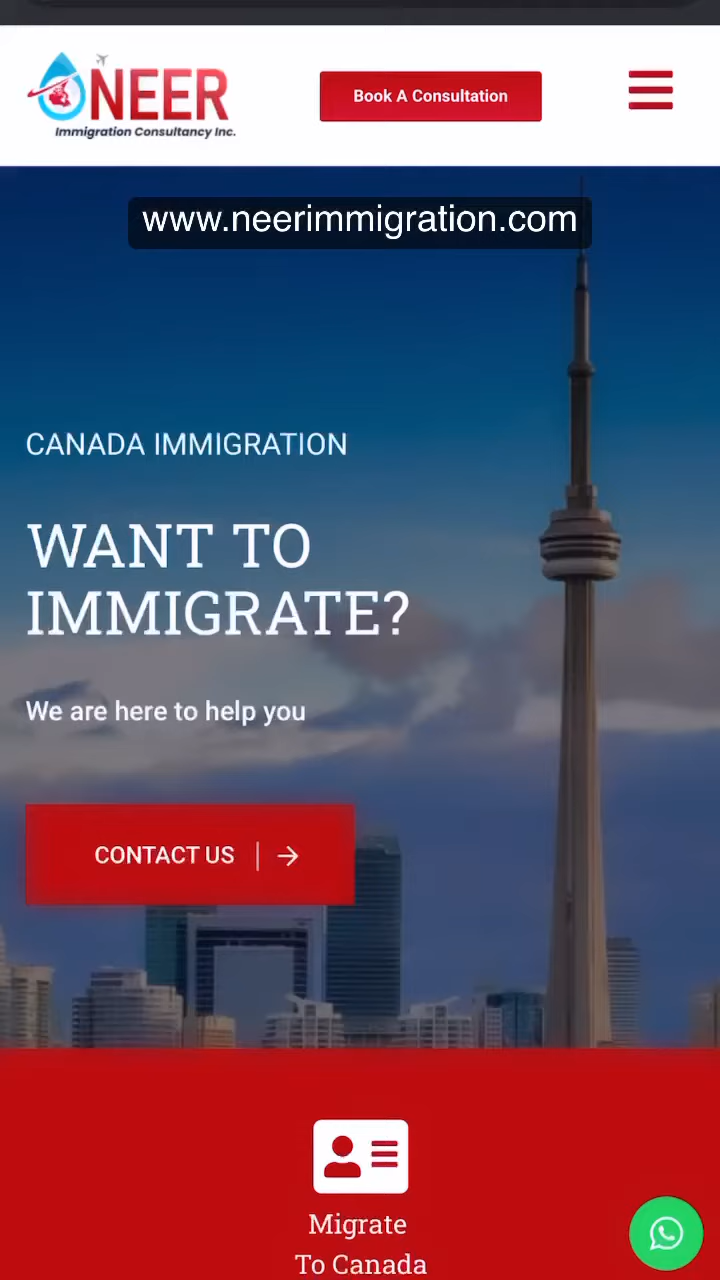 NEER
Immigration Consultancy Inc.
Book A Consultation
www.neerimmigration.com
CANADA IMMIGRATION
WANT TO
IMMIGRATE?
We are here to help you
CONTACT US
Migrate
To Canada